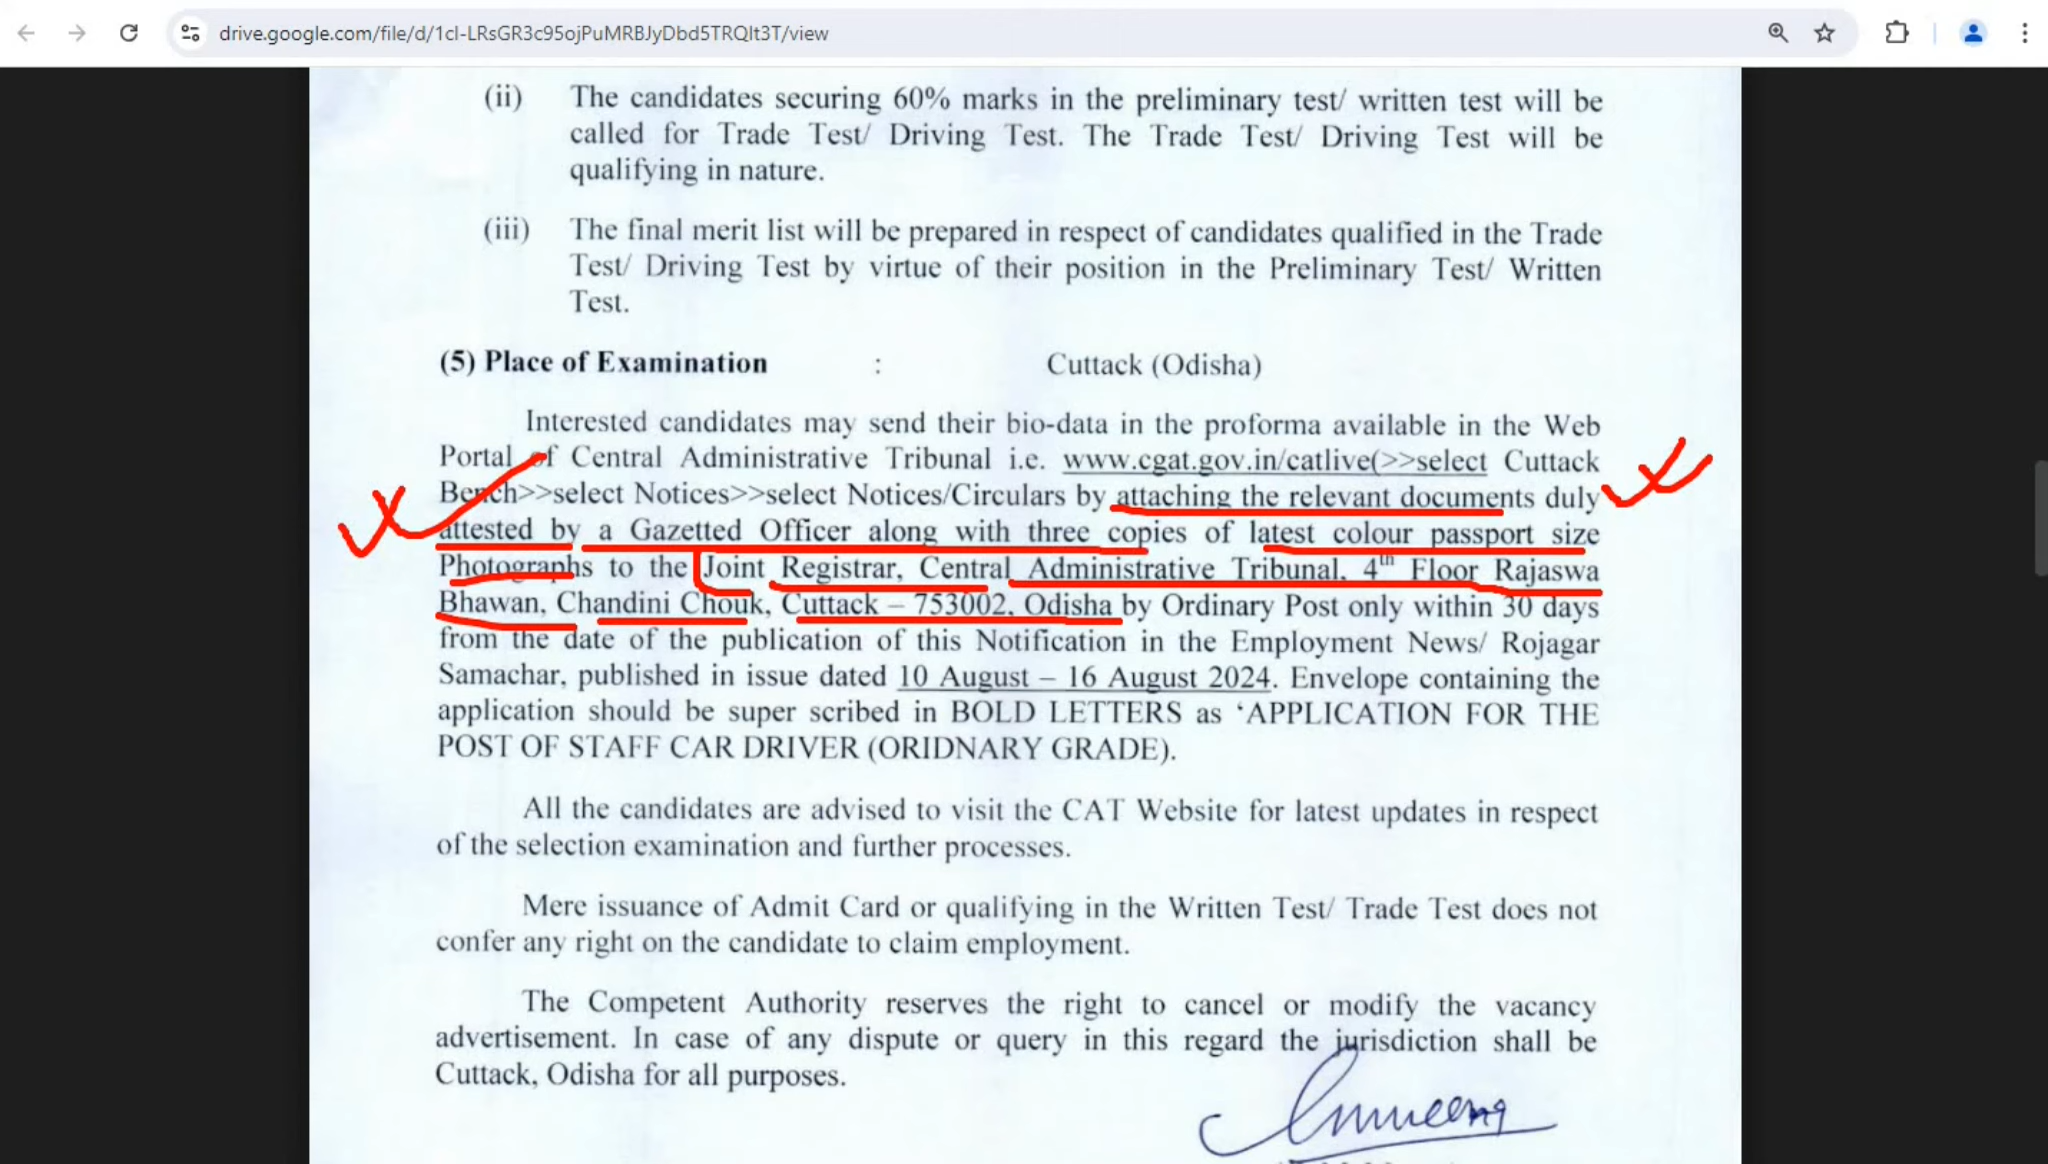 drive.google.com/file/d/1cI-LRsGR3c95ojPuMRBJyDbd5TRQIt3T/view
(ii) The candidates securing 60% marks in the preliminary test/ written test will be
called for Trade Test/ Driving Test. The Trade Test/ Driving Test will be
qualifying in nature.
(iii) The final merit list will be prepared in respect of candidates qualified in the Trade
Test/ Driving Test by virtue of their position in the Preliminary Test/ Written
Test.
(5) Place of Examination : Cuttack (Odisha)
Interested candidates may send their bio-data in the proforma available in the Web
Portal of Central Administrative Tribunal i.e. www.cgat.gov.in/catlive(>>select Cuttack
Bench>>select Notices>>select Notices/Circulars by attaching the relevant documents duly
attested by a Gazetted Officer along with three copies of latest colour passport size
Photographs to the Joint Registrar, Central Administrative Tribunal, 4th Floor Rajaswa
Bhawan, Chandini Chouk, Cuttack – 753002, Odisha by Ordinary Post only within 30 days
from the date of the publication of this Notification in the Employment News/ Rojagar
Samachar, published in issue dated 10 August – 16 August 2024. Envelope containing the
application should be super scribed in BOLD LETTERS as ‘APPLICATION FOR THE
POST OF STAFF CAR DRIVER (ORIDNARY GRADE).
All the candidates are advised to visit the CAT Website for latest updates in respect
of the selection examination and further processes.
Mere issuance of Admit Card or qualifying in the Written Test/ Trade Test does not
confer any right on the candidate to claim employment.
The Competent Authority reserves the right to cancel or modify the vacancy
advertisement. In case of any dispute or query in this regard the jurisdiction shall be
Cuttack, Odisha for all purposes.